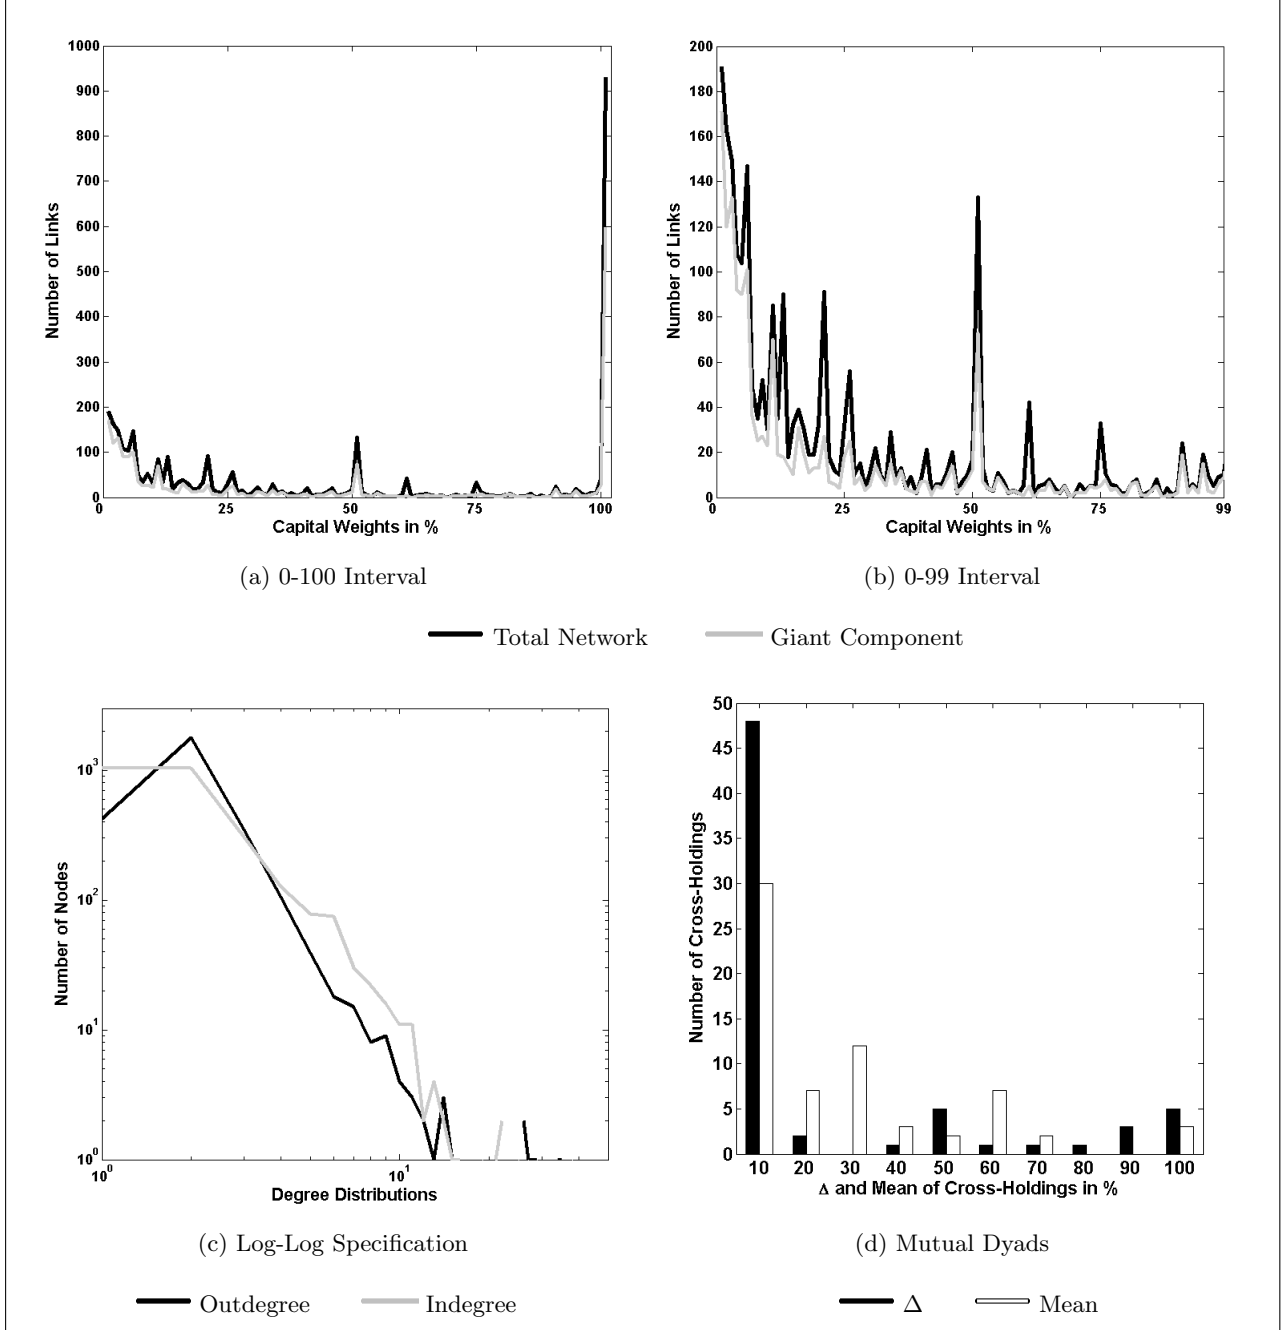 1000
900
800
700
600
500
400
300
200
100
0
Number of Links
0 25 50 75 100
Capital Weights in %
(a) 0-100 Interval
200
180
160
140
120
100
80
60
40
20
0
Number of Links
0 25 50 75 99
Capital Weights in %
(b) 0-99 Interval
Total Network Giant Component
10³
10²
10¹
10⁰
Number of Nodes
10⁰ 10¹
Degree Distributions
(c) Log-Log Specification
Outdegree Indegree
50
45
40
35
30
25
20
15
10
5
0
Number of Cross-Holdings
10 20 30 40 50 60 70 80 90 100
Δ and Mean of Cross-Holdings in %
(d) Mutual Dyads
Δ Mean